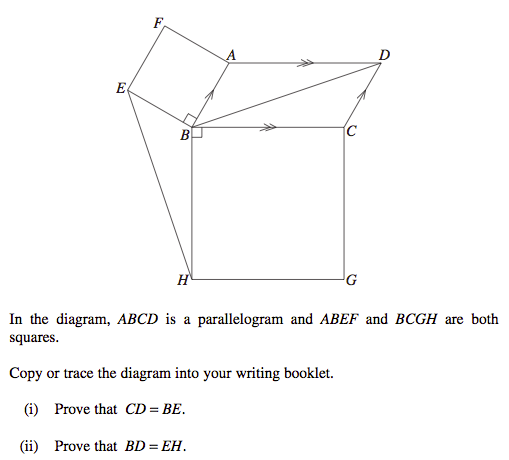 F
A
D
E
B
C
H
G
In the diagram, ABCD is a parallelogram and ABEF and BCGH are both
squares.
Copy or trace the diagram into your writing booklet.
(i) Prove that CD = BE.
(ii) Prove that BD = EH.